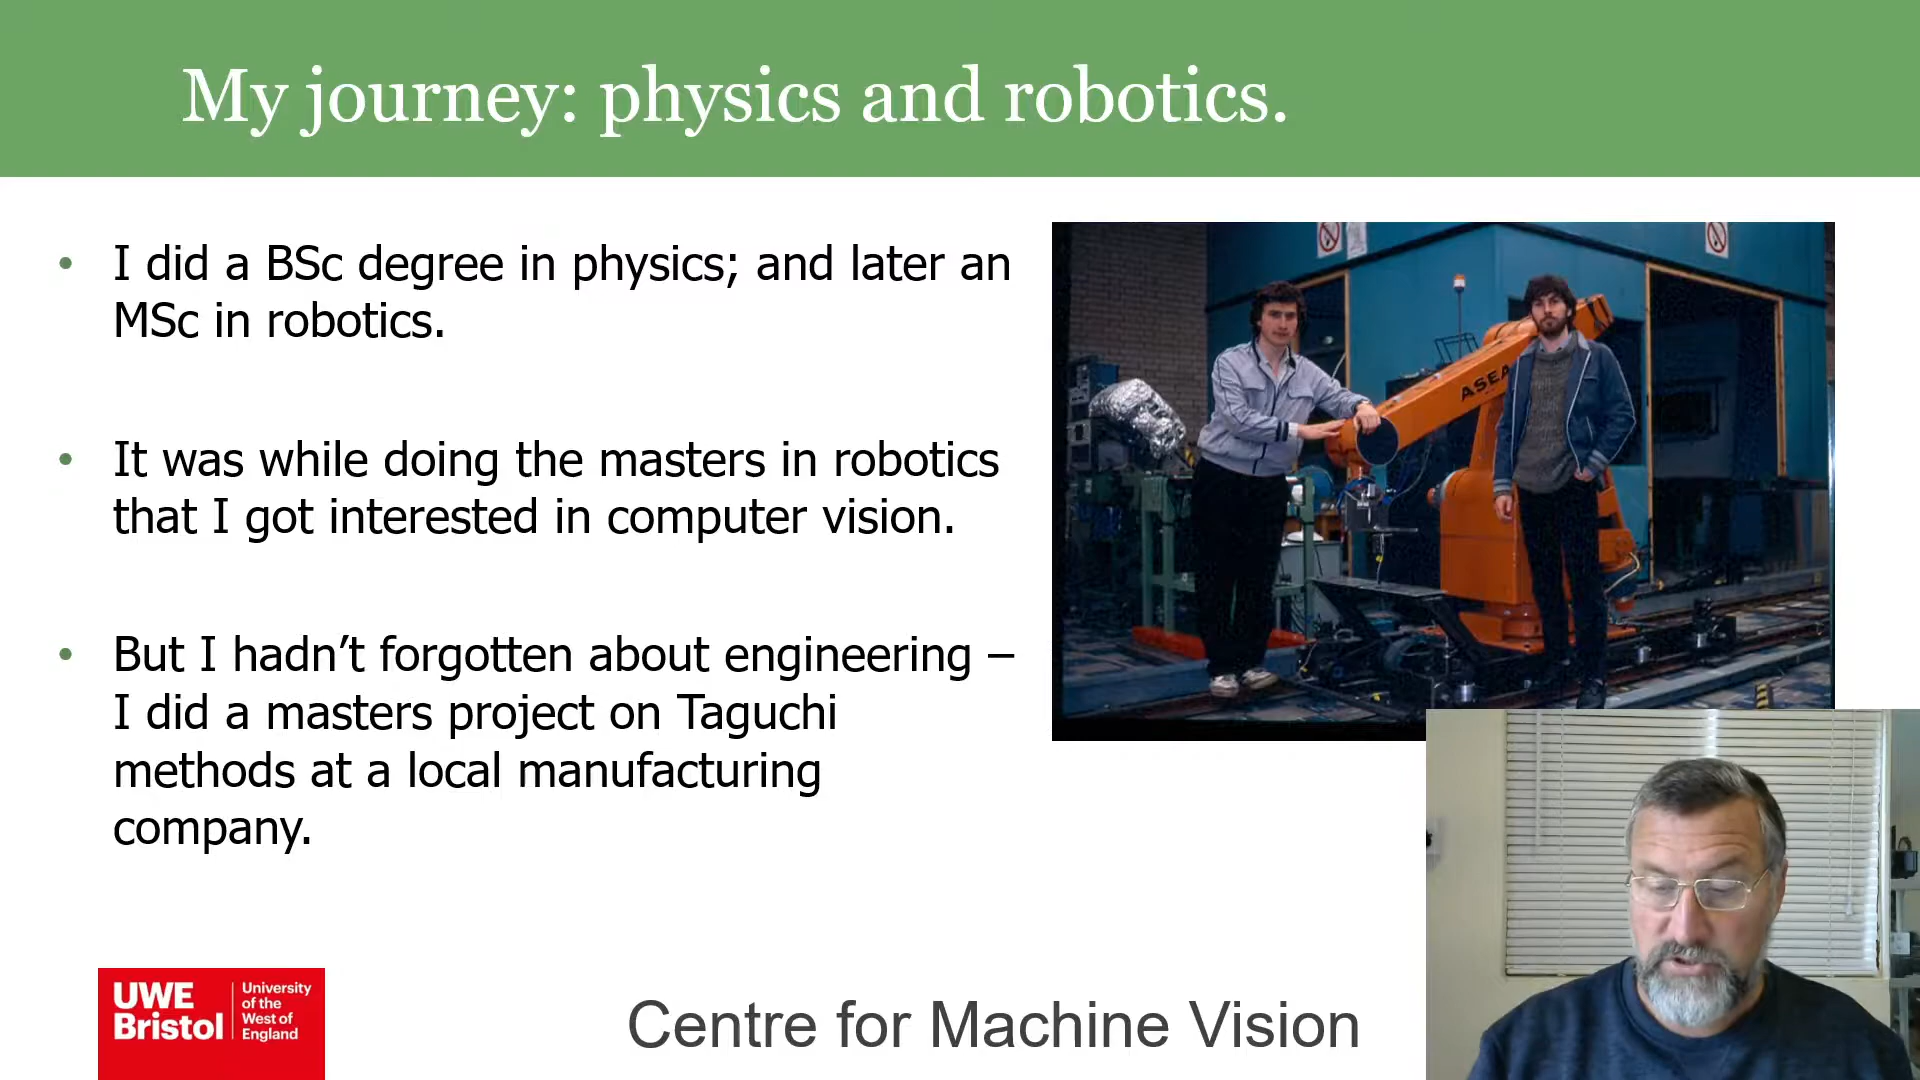 My journey: physics and robotics.
• I did a BSc degree in physics; and later an
MSc in robotics.
• It was while doing the masters in robotics
that I got interested in computer vision.
• But I hadn’t forgotten about engineering –
I did a masters project on Taguchi
methods at a local manufacturing
company.
ASEA
UWE
Bristol
University
of the
West of
England
Centre for Machine Vision